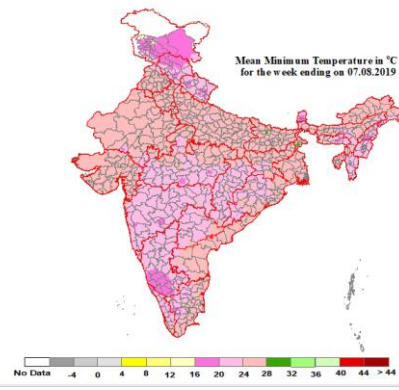 Mean Minimum Temperature in °C
for the week ending on 07.08.2019
No Data -4 0 4 8 12 16 20 24 28 32 36 40 44 > 44